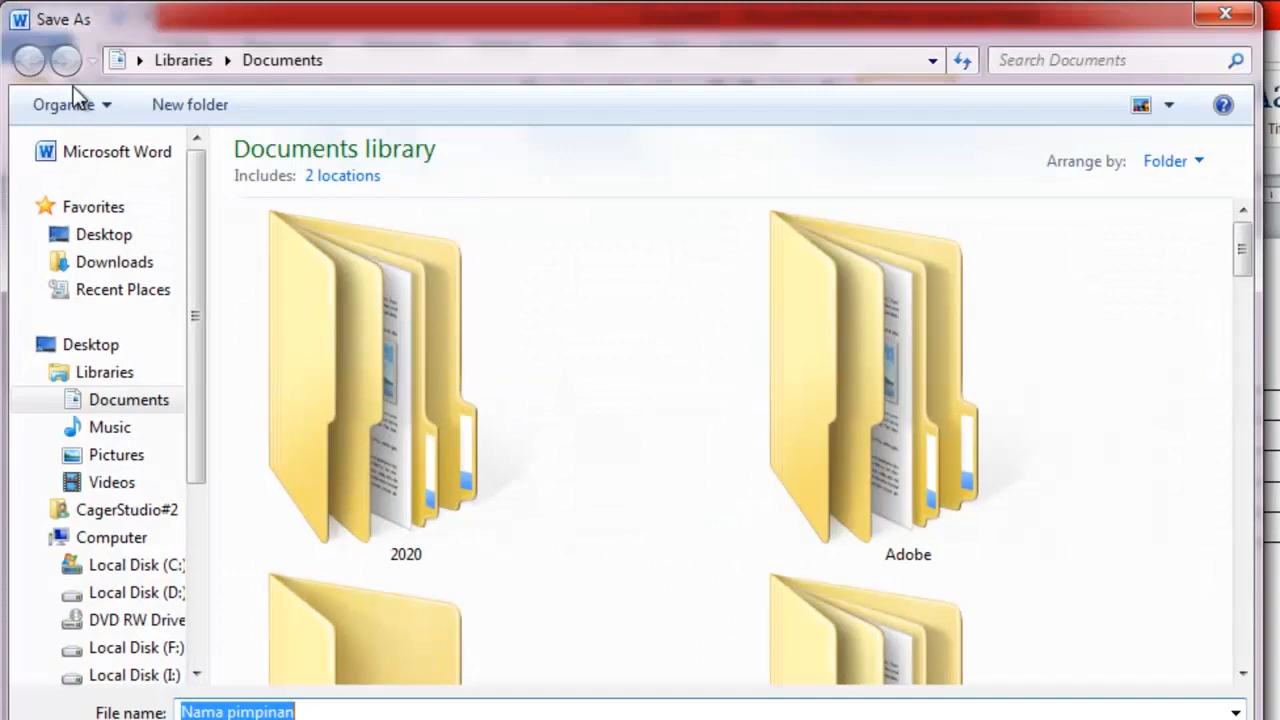 Save As
Libraries Documents
Search Documents
Organize
New folder
Microsoft Word
Favorites
Desktop
Downloads
Recent Places
Desktop
Libraries
Documents
Music
Pictures
Videos
CagerStudio#2
Computer
Local Disk (C:)
Local Disk (D:)
DVD RW Drive
Local Disk (F:)
Local Disk (I:)
Documents library
Includes: 2 locations
Arrange by: Folder
2020
Adobe
File name: Nama pimpinan